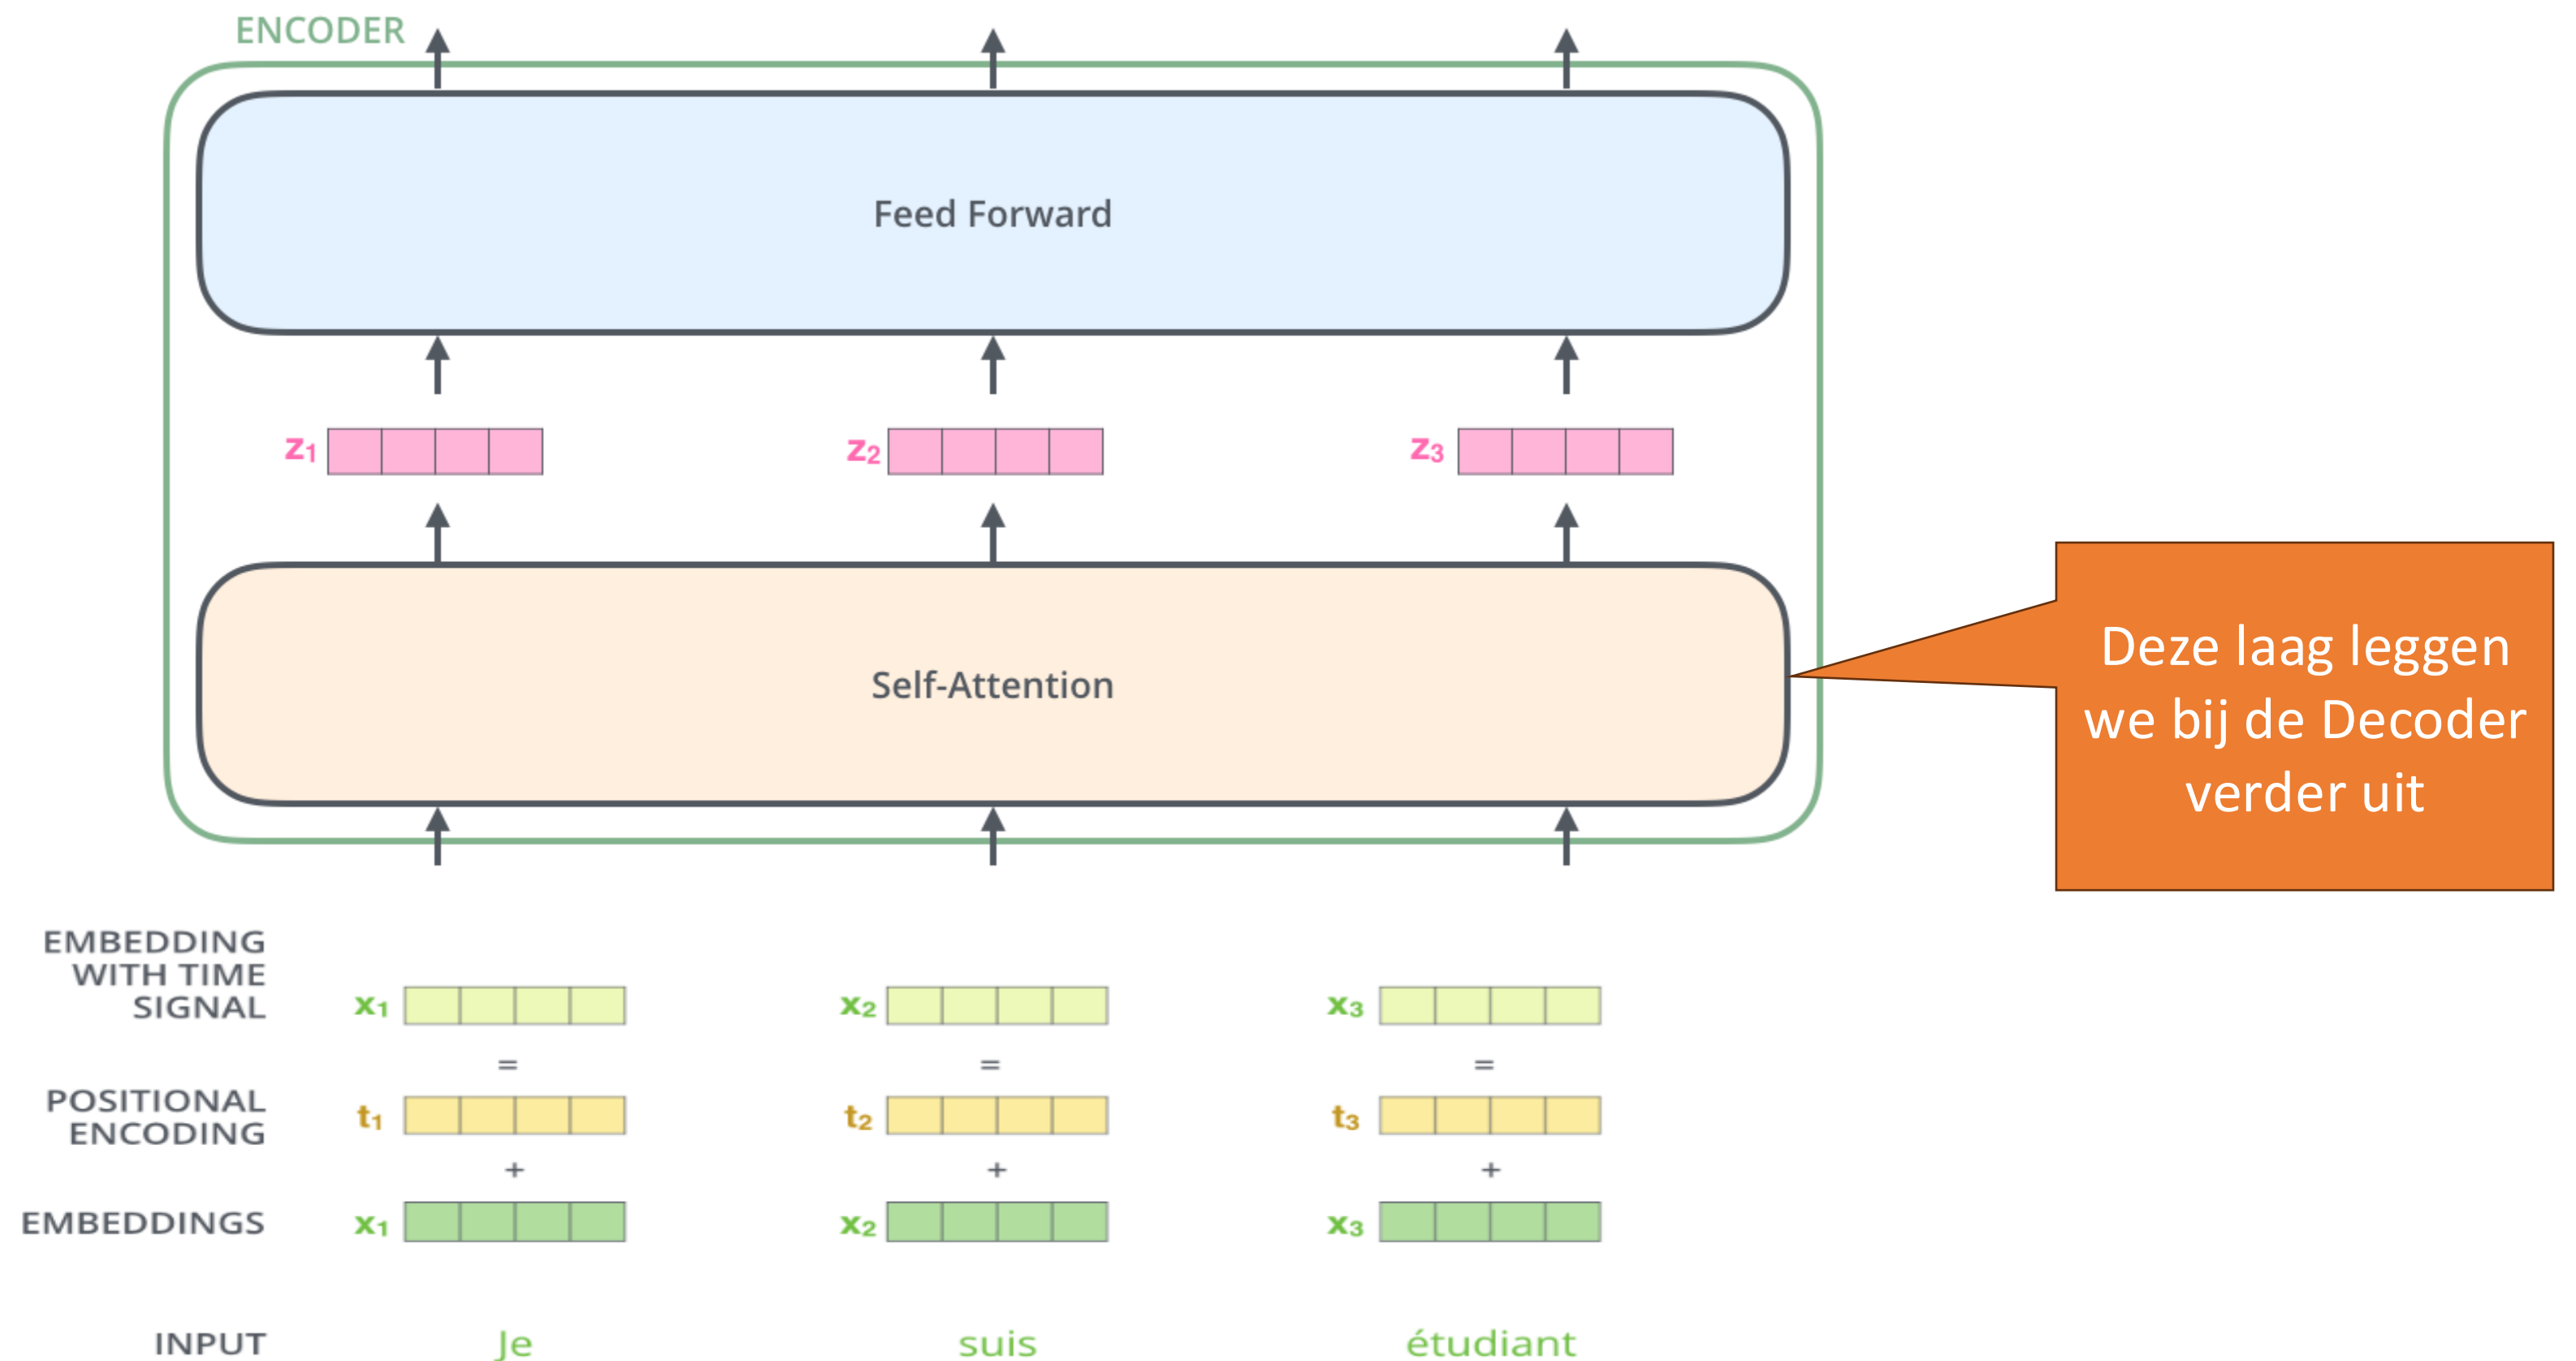 ENCODER
Feed Forward
z₁ z₂ z₃
Self-Attention
Deze laag leggen
we bij de Decoder
verder uit
EMBEDDING
WITH TIME
SIGNAL
x₁ x₂ x₃
= = =
POSITIONAL
ENCODING
t₁ t₂ t₃
+ + +
EMBEDDINGS x₁ x₂ x₃
INPUT Je suis étudiant